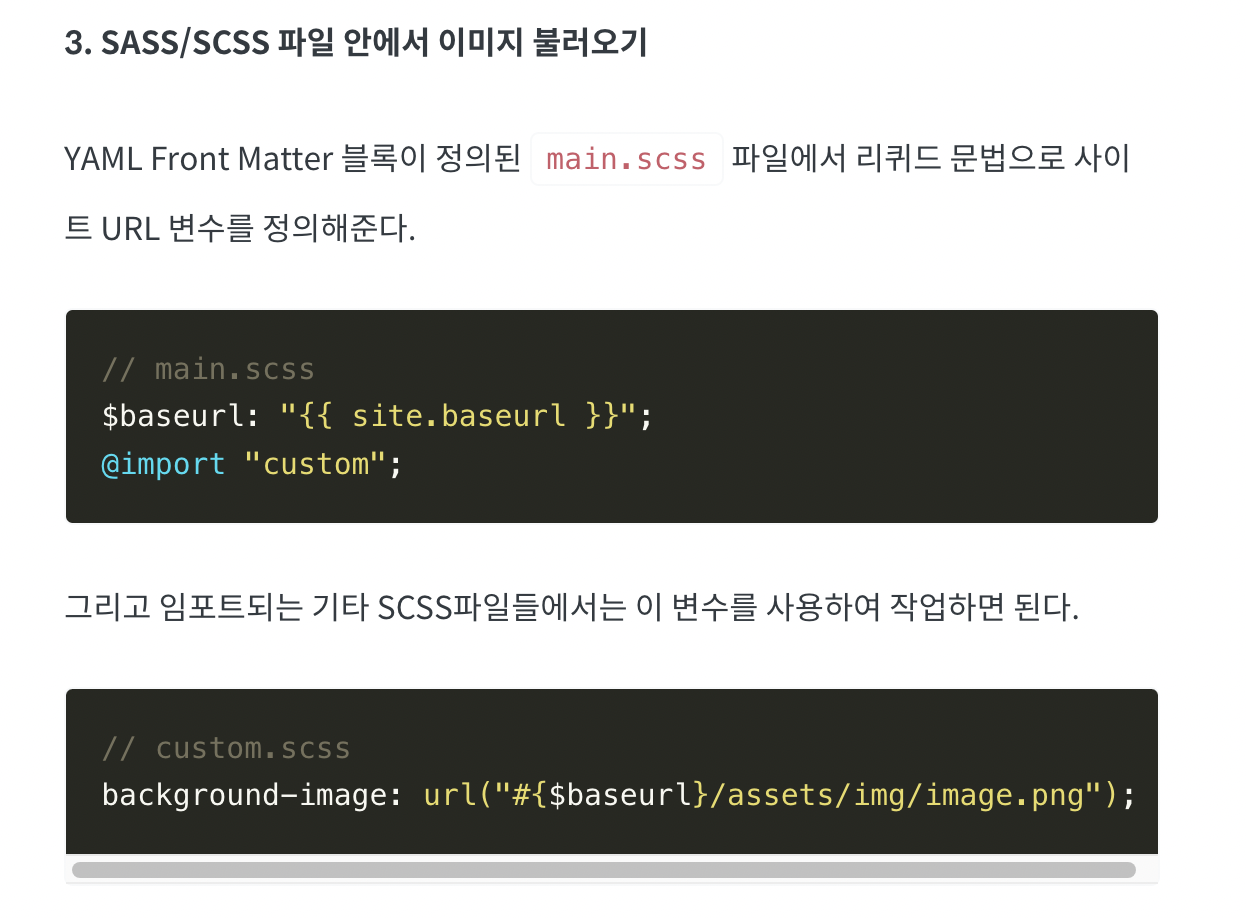 3. SASS/SCSS 파일 안에서 이미지 불러오기
YAML Front Matter 블록이 정의된 main.scss 파일에서 리퀴드 문법으로 사이
트 URL 변수를 정의해준다.
// main.scss
$baseurl: "{{ site.baseurl }}";
@import "custom";
그리고 임포트되는 기타 SCSS파일들에서는 이 변수를 사용하여 작업하면 된다.
// custom.scss
background-image: url("#{$baseurl}/assets/img/image.png");